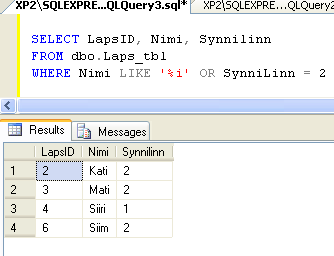 XP2\SQLEXPRE...QLQuery3.sql* XP2\SQLEXPRE...QLQuery2
SELECT LapsID, Nimi, Synnilinn
FROM dbo.Laps_tbl
WHERE Nimi LIKE '%i' OR SynniLinn = 2
Results Messages
LapsID Nimi Synnilinn
1 2 Kati 2
2 3 Mati 2
3 4 Siiri 1
4 6 Siim 2